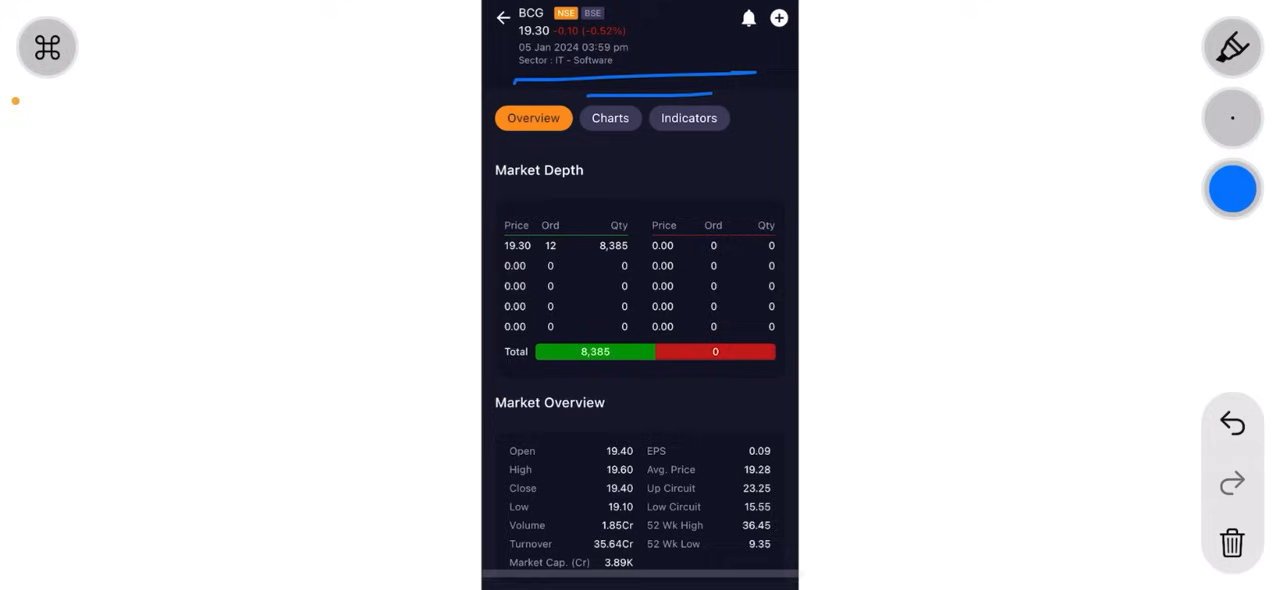 BCG NSE BSE
19.30 -0.10 (-0.52%)
05 Jan 2024 03:59 pm
Sector : IT - Software
Overview Charts Indicators
Market Depth
Price Ord Qty Price Ord Qty
19.30 12 8,385 0.00 0 0
0.00 0 0 0.00 0 0
0.00 0 0 0.00 0 0
0.00 0 0 0.00 0 0
0.00 0 0 0.00 0 0
Total 8,385 0
Market Overview
Open 19.40 EPS 0.09
High 19.60 Avg. Price 19.28
Close 19.40 Up Circuit 23.25
Low 19.10 Low Circuit 15.55
Volume 1.85Cr 52 Wk High 36.45
Turnover 35.64Cr 52 Wk Low 9.35
Market Cap. (Cr) 3.89K